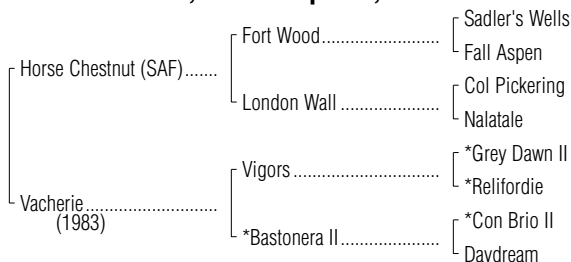 Sadler's Wells
Fort Wood........................
Fall Aspen
Horse Chestnut (SAF).......
Col Pickering
London Wall ....................
Nalatale
*Grey Dawn II
Vigors ..............................
*Relifordie
Vacherie...........................
(1983)
*Con Brio II
*Bastonera II....................
Daydream